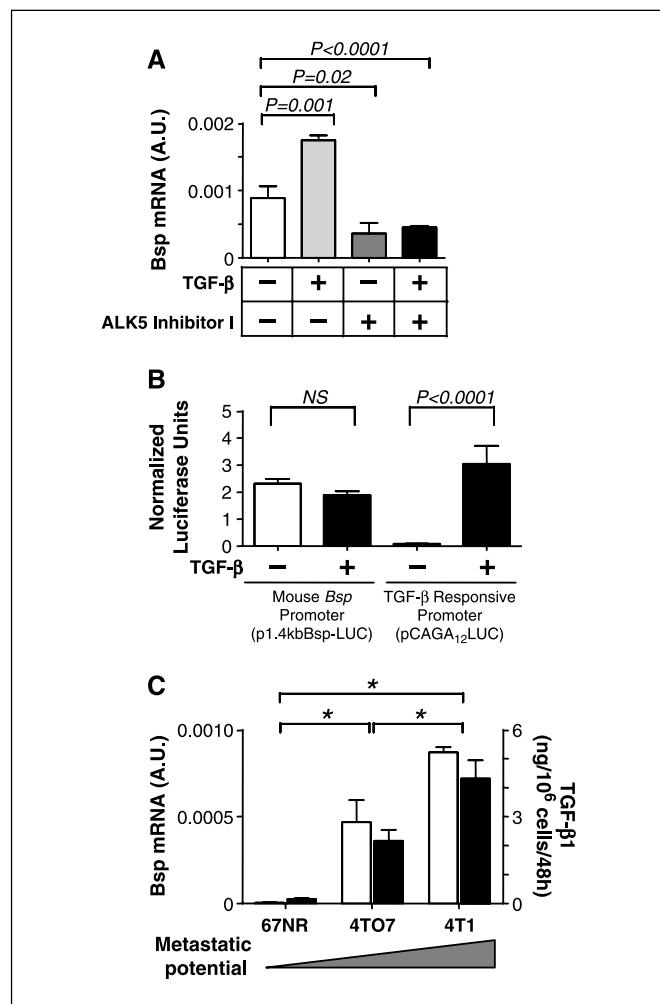 A
P<0.0001
P=0.02
P=0.001
Bsp mRNA (A.U.)
0.002
0.001
0
TGF-β − + − +
ALK5 Inhibitor I − − + +
B
NS
P<0.0001
Normalized
Luciferase Units
5
4
3
2
1
0
TGF-β − + − +
Mouse Bsp
Promoter
(p1.4kbBsp-LUC)
TGF-β Responsive
Promoter
(pCAGA₁₂LUC)
C
*
* *
Bsp mRNA (A.U.)
0.0010
0.0005
0
6
4
2
0
TGF-β1
(ng/10⁶ cells/48h)
67NR 4TO7 4T1
Metastatic
potential